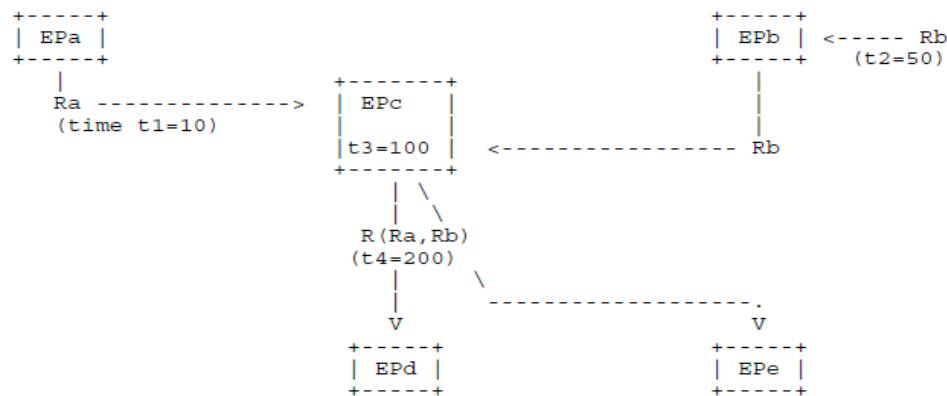 EPa EPb <----- Rb
(t2=50)
Ra --------------> EPc
(time t1=10)
t3=100 <----------------- Rb
R(Ra,Rb)
(t4=200)
-------------------.
V V
EPd EPe